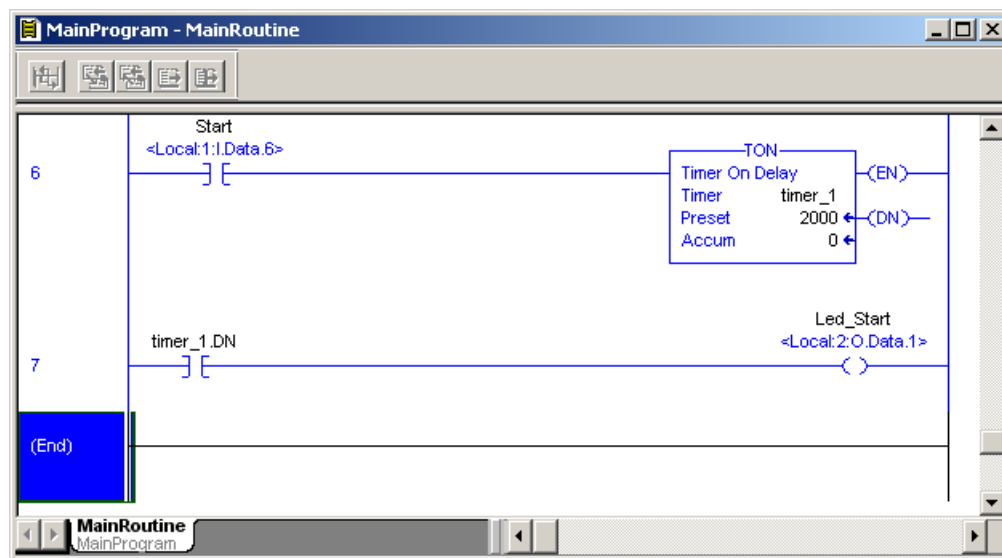 MainProgram - MainRoutine
Start
<Local:1:I.Data.6>
6
TON
Timer On Delay
Timer timer_1
Preset 2000
Accum 0
(EN)
(DN)
Led_Start
<Local:2:O.Data.1>
timer_1.DN
7
(End)
MainRoutine
MainProgram